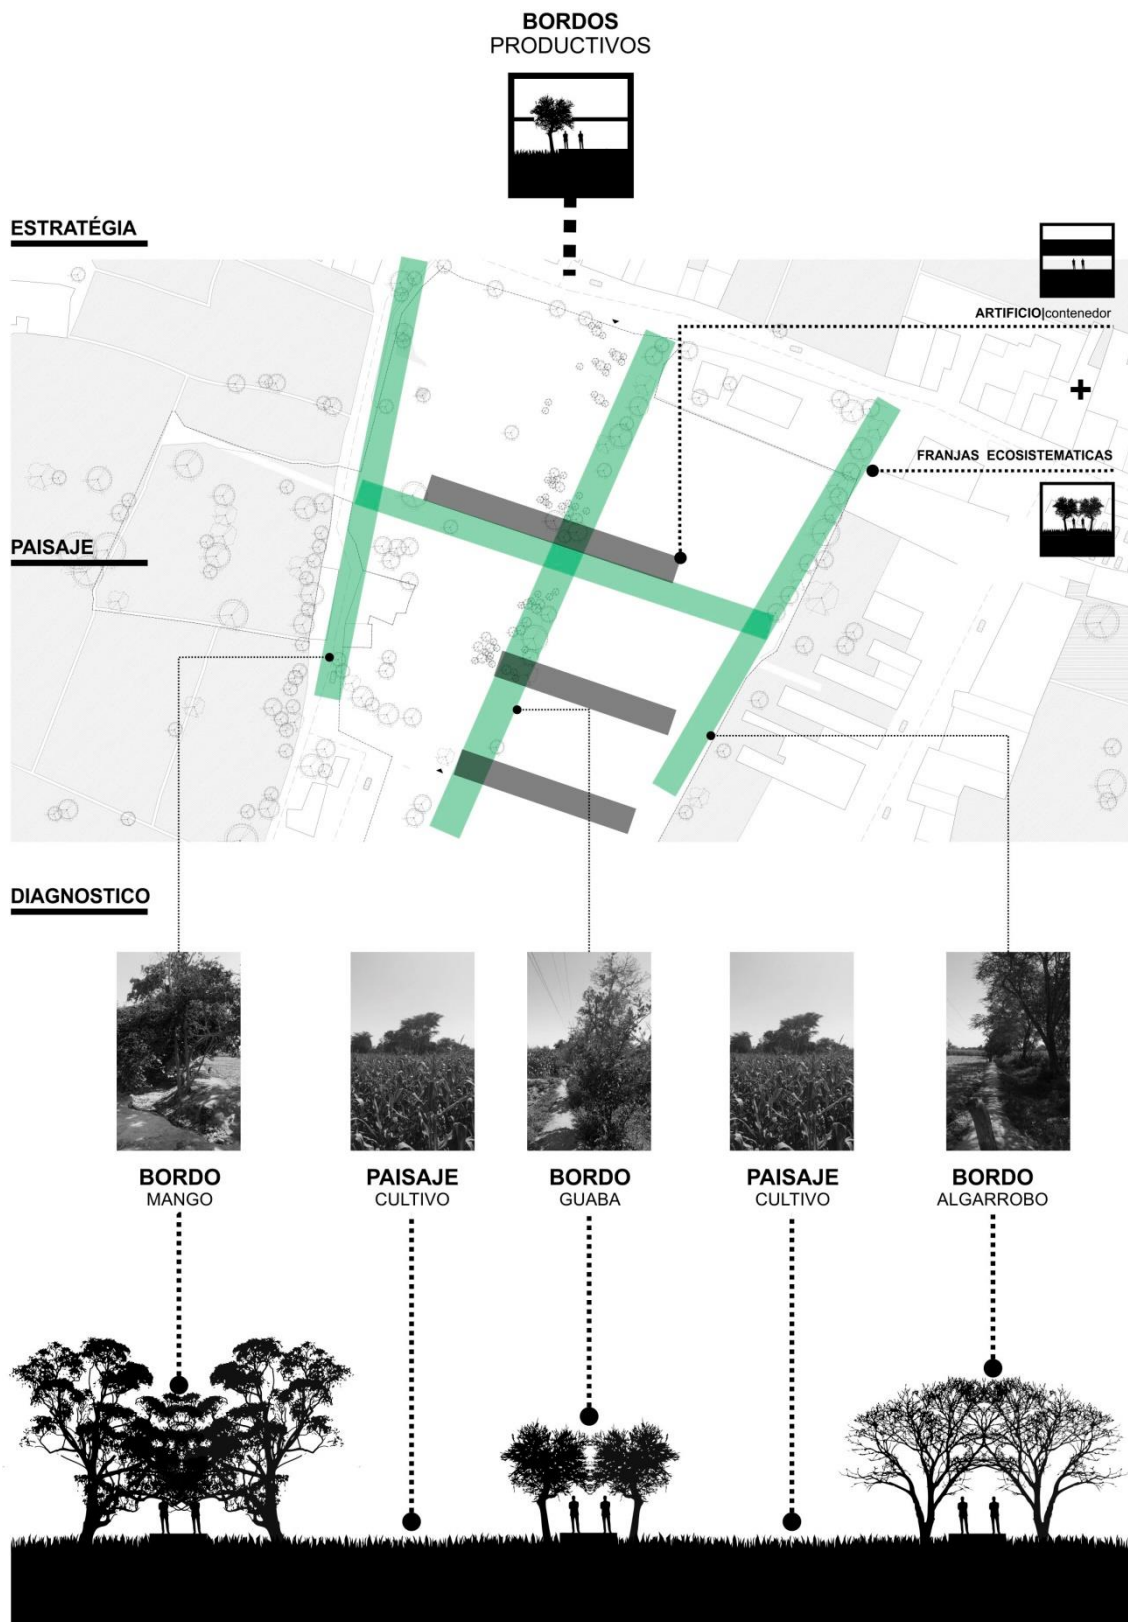 BORDOS
PRODUCTIVOS
ESTRATÉGIA
ARTIFICIO|contenedor
+
FRANJAS ECOSISTEMATICAS
PAISAJE
DIAGNOSTICO
BORDO
MANGO
PAISAJE
CULTIVO
BORDO
GUABA
PAISAJE
CULTIVO
BORDO
ALGARROBO